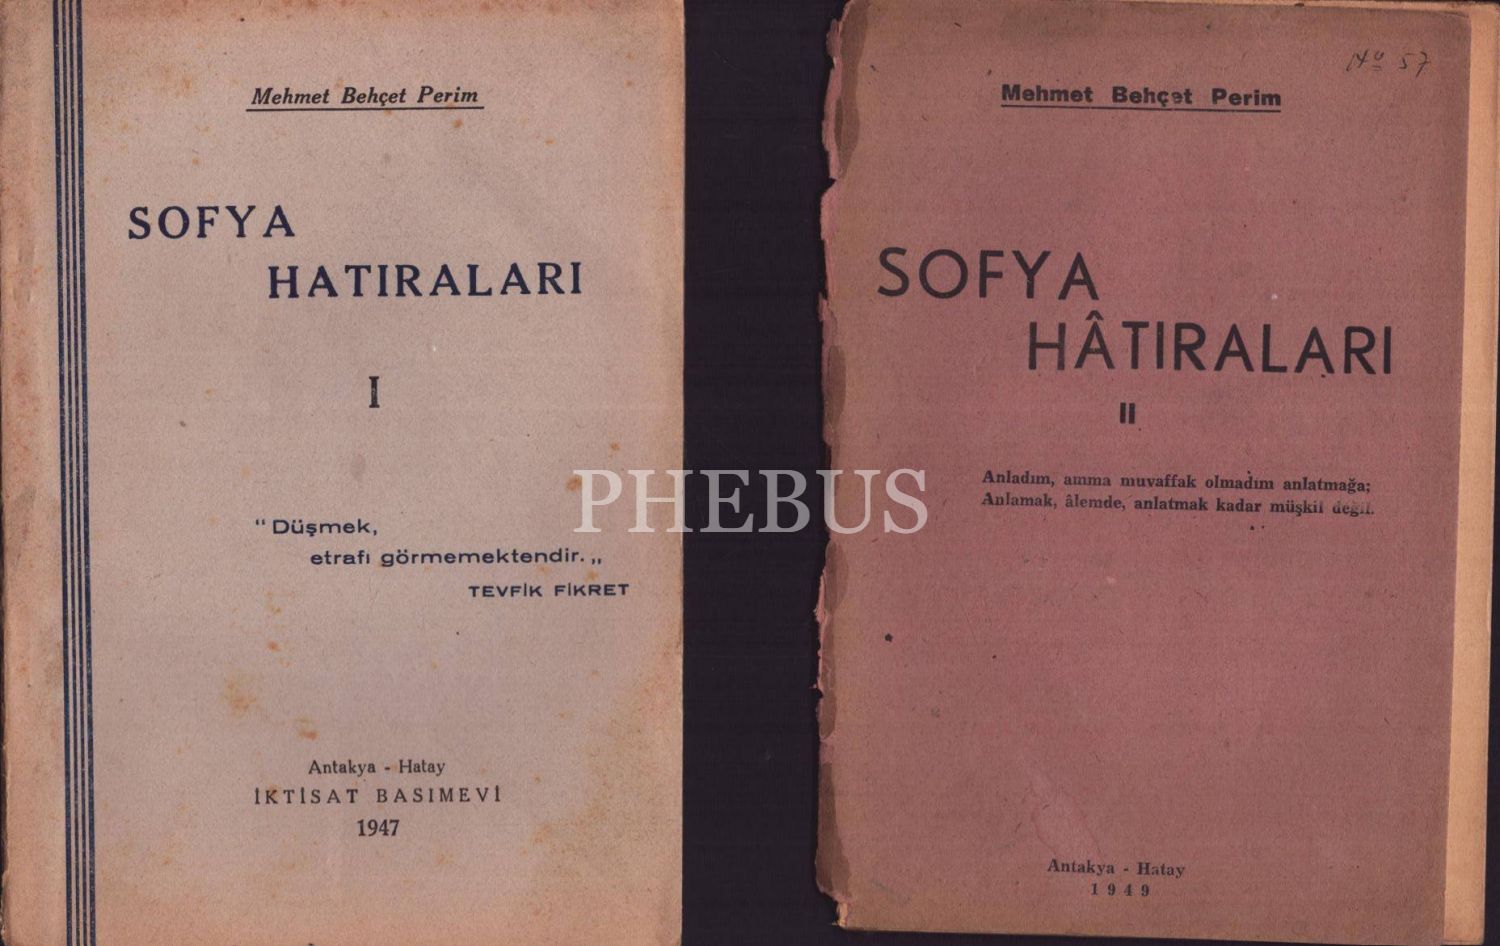 Mehmet Behçet Perim
SOFYA
HATIRALARI
I
“Düşmek,
etrafı görmemektendir.„
TEVFİK FİKRET
Antakya - Hatay
İKTİSAT BASIMEVİ
1947
No 57
Mehmet Behçet Perim
SOFYA
HÂTIRALARI
II
Anladım, amma muvaffak olmadım anlatmağa;
Anlamak, âlemde, anlatmak kadar müşkil değil.
Antakya - Hatay
1949
PHEBUS